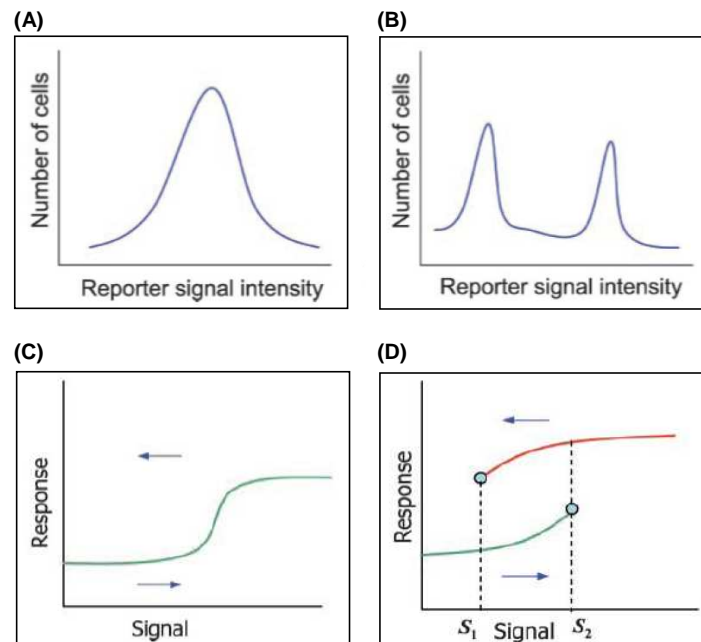 (A)
Number of cells
Reporter signal intensity
(B)
Number of cells
Reporter signal intensity
(C)
Response
Signal
(D)
Response
S₁ Signal S₂